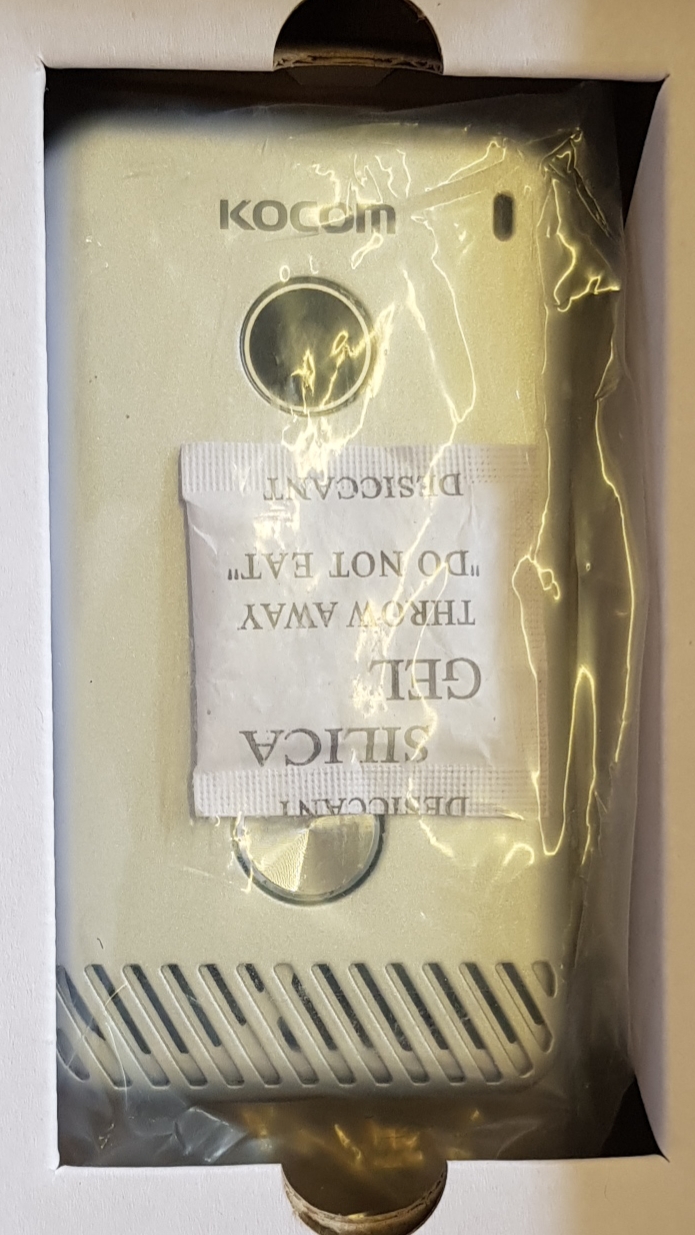 KOCOM
DESICCANT
SILICA
GEL
THROW AWAY
"DO NOT EAT"
DESICCANT